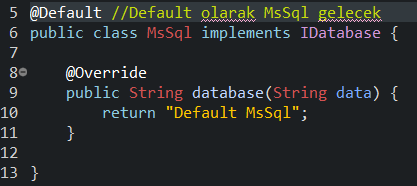 5 @Default //Default olarak MsSql gelecek
6 public class MsSql implements IDatabase {
7
8 @Override
9 public String database(String data) {
10 return "Default MsSql";
11 }
12
13 }